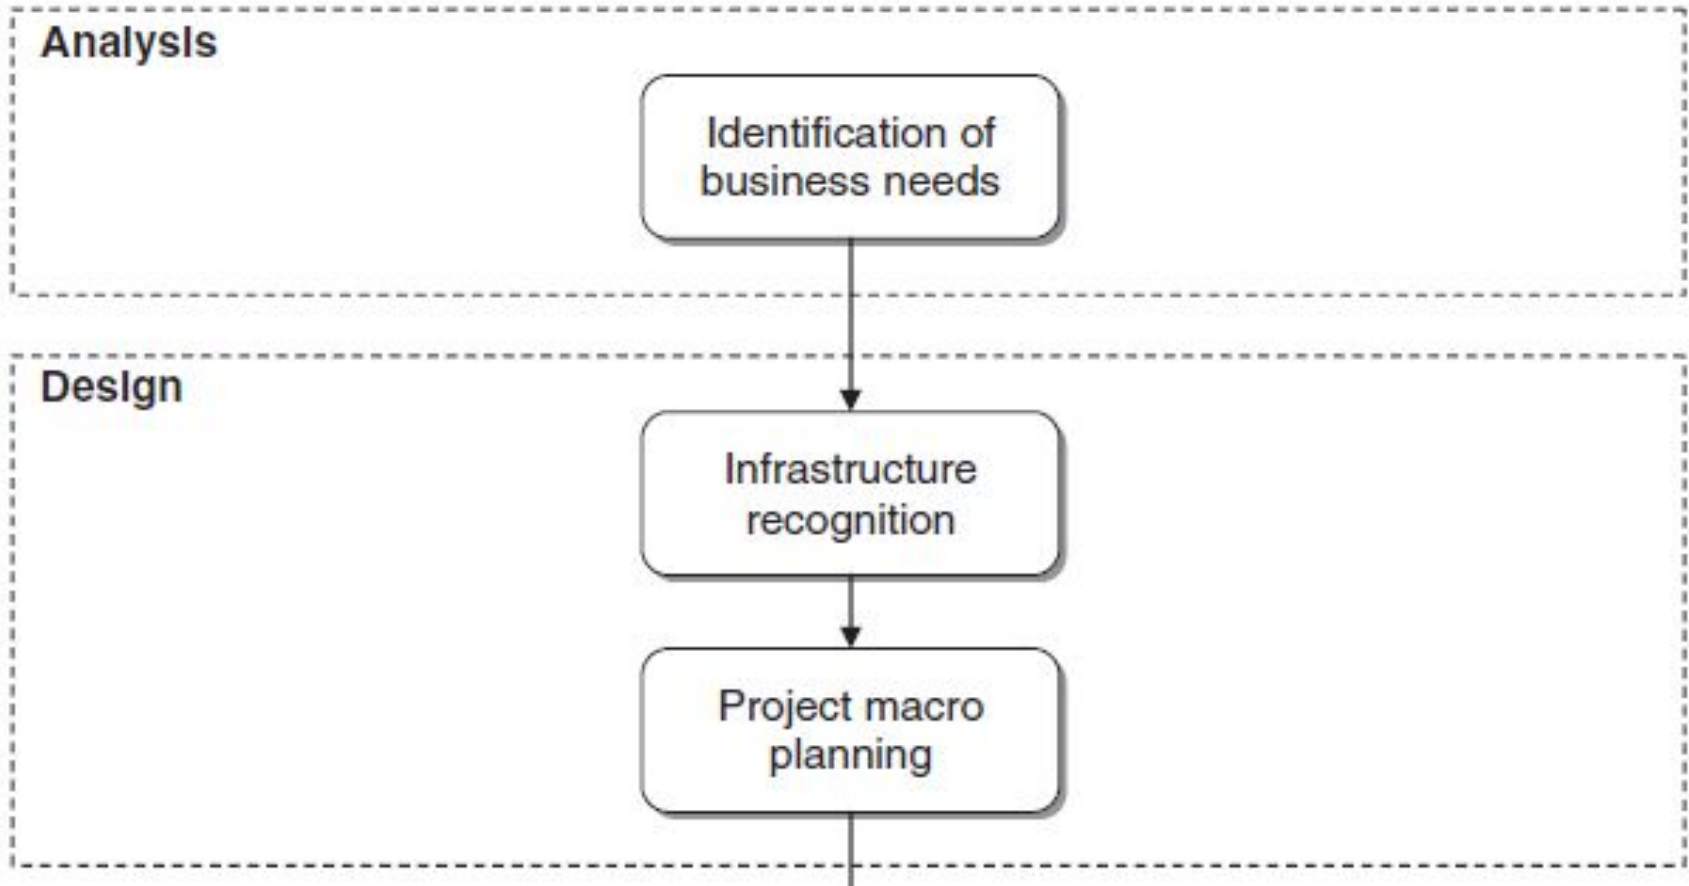 Analysis
Identification of
business needs
Design
Infrastructure
recognition
Project macro
planning